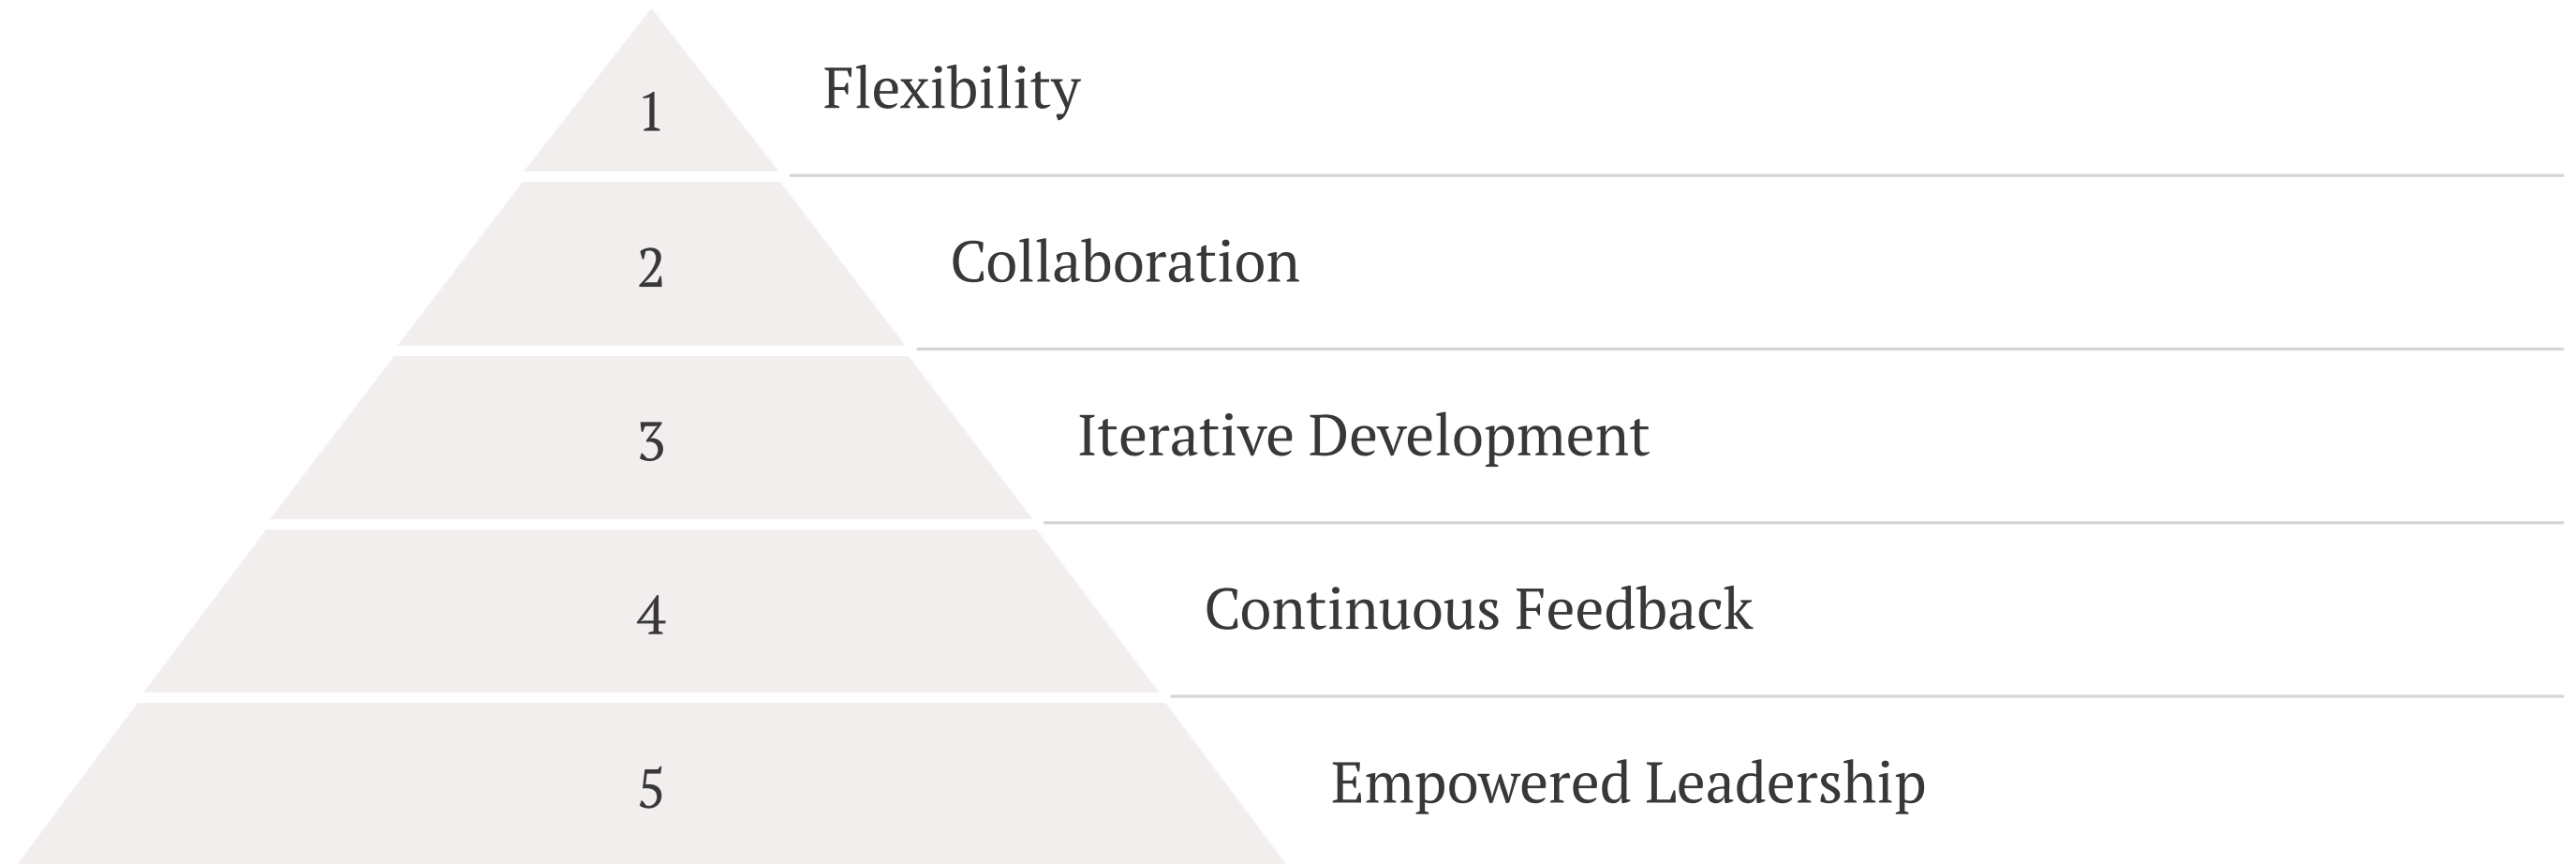 1
Flexibility
2
Collaboration
3
Iterative Development
4
Continuous Feedback
5
Empowered Leadership